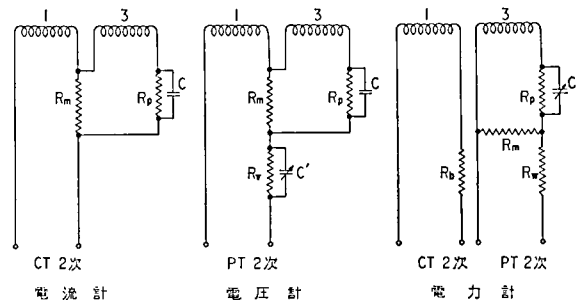 1 3 1 3 1 3
Rm Rp C Rm Rp C Rp C
Rm
Rv C' Rb Rw
CT 2次 PT 2次 CT 2次 PT 2次
電流計 電圧計 電力計